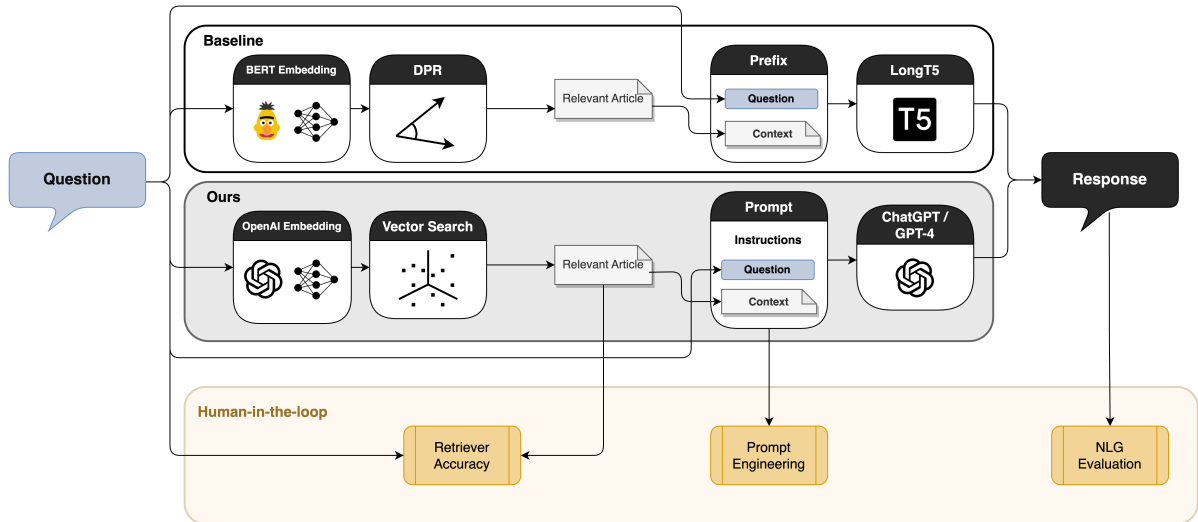 Baseline
BERT Embedding
DPR
Relevant Article
Prefix
Question
Context
LongT5
T5
Question
Response
Ours
OpenAI Embedding
Vector Search
Relevant Article
Prompt
Instructions
Question
Context
ChatGPT /
GPT-4
Human-in-the-loop
Retriever
Accuracy
Prompt
Engineering
NLG
Evaluation